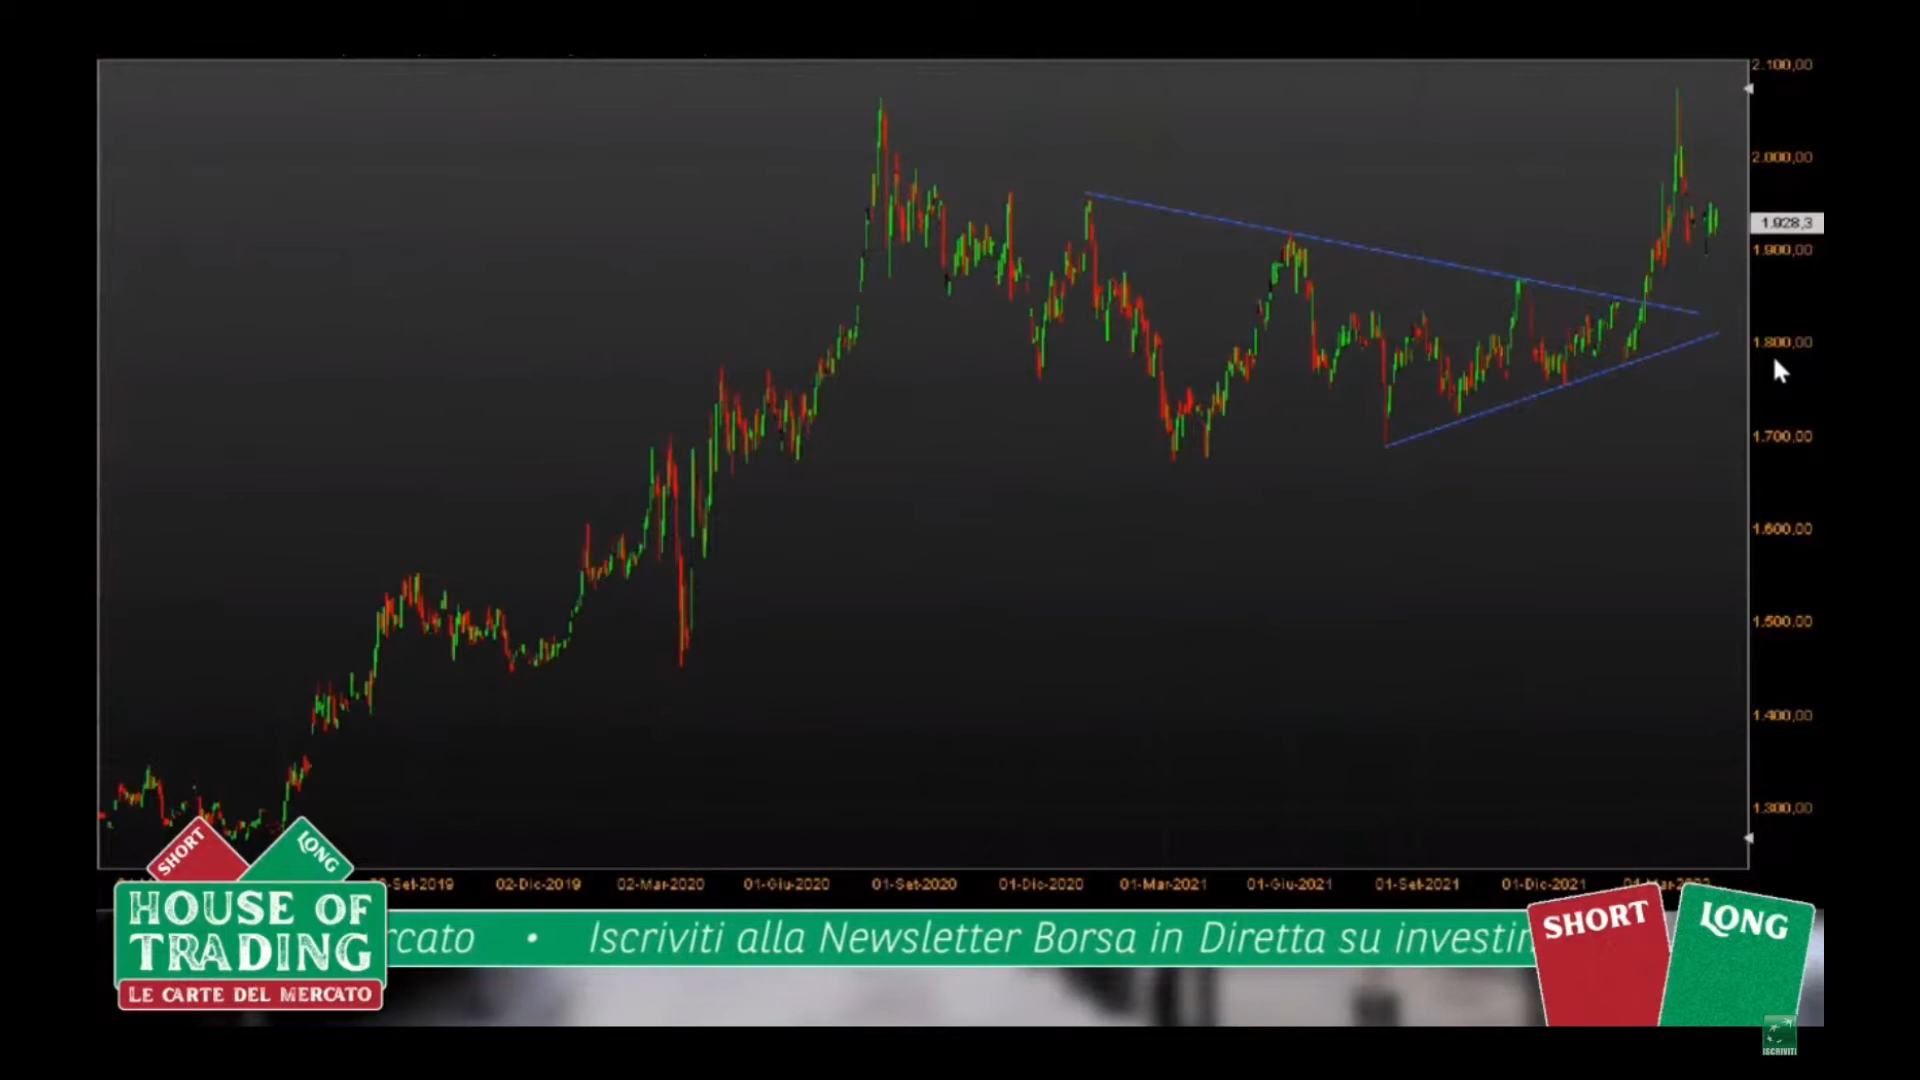 2.100,00
2.000,00
1.928,3
1.900,00
1.800,00
1.700,00
1.600,00
1.500,00
1.400,00
1.300,00
Set-2019
02-Dic-2019
02-Mar-2020
01-Giu-2020
01-Set-2020
01-Dic-2020
01-Mar-2021
01-Giu-2021
01-Set-2021
01-Dic-2021
SHORT
LONG
HOUSE OF
TRADING
LE CARTE DEL MERCATO
rcato • Iscriviti alla Newsletter Borsa in Diretta su investin
SHORT
LONG
ISCRIVITI